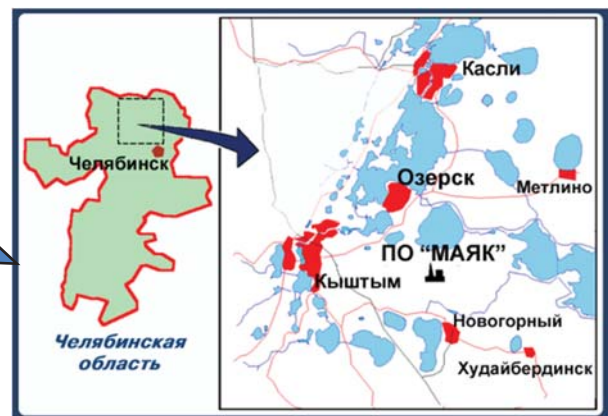 Челябинск
Челябинская
область
Касли
Озерск
Метлино
ПО “МАЯК”
Кыштым
Новогорный
Худайбердинск